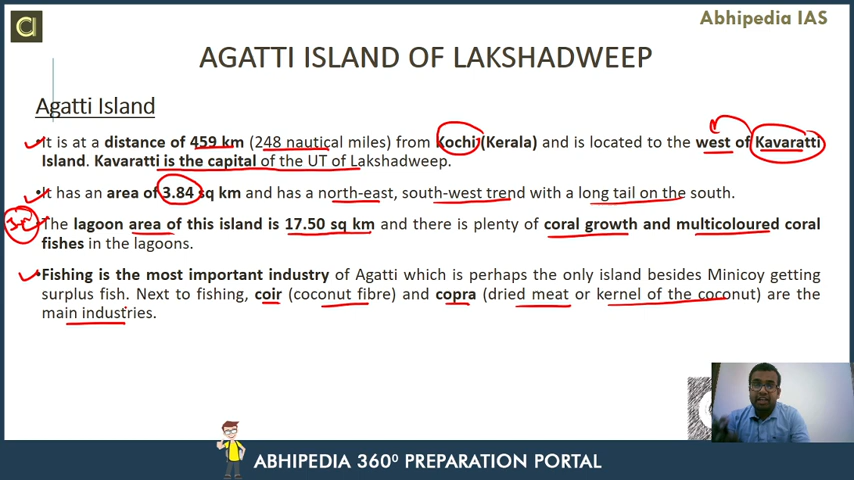 Abhipedia IAS
AGATTI ISLAND OF LAKSHADWEEP
Agatti Island
•It is at a distance of 459 km (248 nautical miles) from Kochi (Kerala) and is located to the west of Kavaratti
Island. Kavaratti is the capital of the UT of Lakshadweep.
•It has an area of 3.84 sq km and has a north-east, south-west trend with a long tail on the south.
•The lagoon area of this island is 17.50 sq km and there is plenty of coral growth and multicoloured coral
fishes in the lagoons.
•Fishing is the most important industry of Agatti which is perhaps the only island besides Minicoy getting
surplus fish. Next to fishing, coir (coconut fibre) and copra (dried meat or kernel of the coconut) are the
main industries.
ABHIPEDIA 360⁰ PREPARATION PORTAL